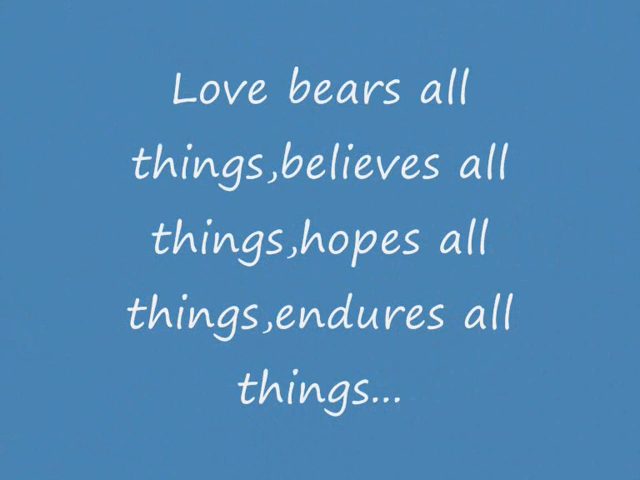 Love bears all
things,believes all
things,hopes all
things,endures all
things...